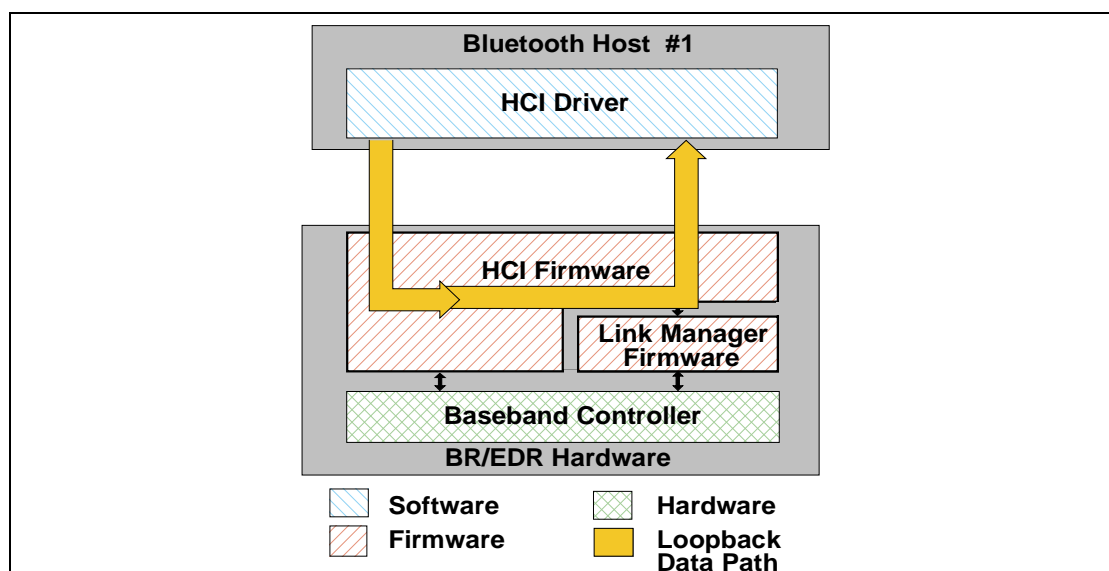 Bluetooth Host #1
HCI Driver
HCI Firmware
Link Manager
Firmware
Baseband Controller
BR/EDR Hardware
Software
Hardware
Firmware
Loopback
Data Path